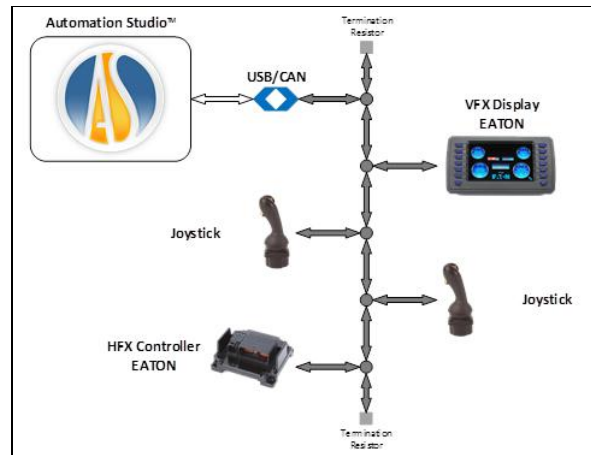 Automation Studio™
Termination
Resistor
USB/CAN
VFX Display
EATON
Joystick
Joystick
HFX Controller
EATON
Termination
Resistor